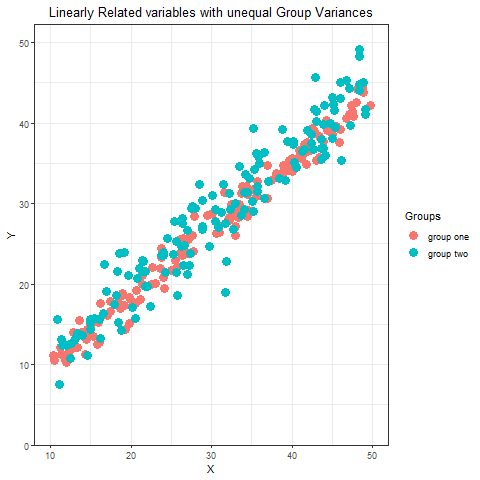 Linearly Related variables with unequal Group Variances
50
40
30
20
10
0
Y
10 20 30 40 50
X
Groups
group one
group two